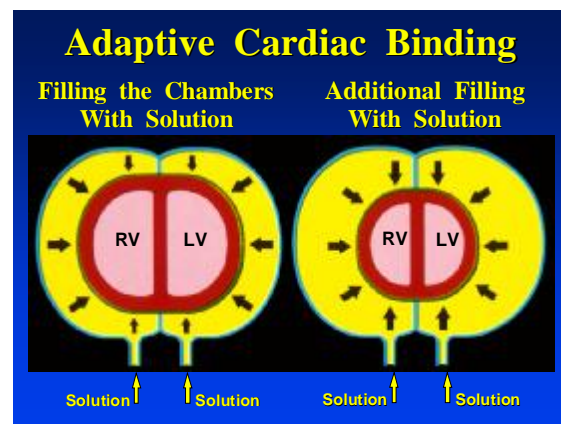 Adaptive Cardiac Binding
Filling the Chambers
With Solution
Additional Filling
With Solution
RV LV
RV LV
Solution Solution
Solution Solution